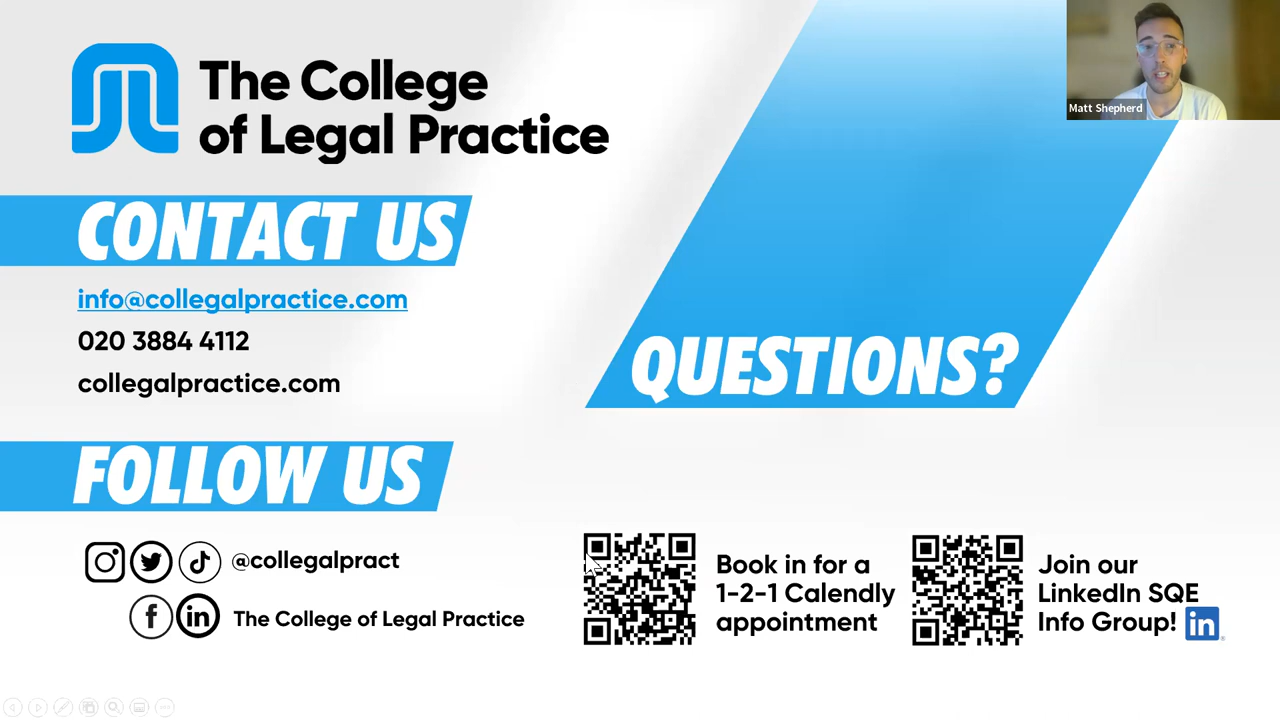 The College
of Legal Practice
Matt Shepherd
CONTACT US
info@collegalpractice.com
020 3884 4112
collegalpractice.com
QUESTIONS?
FOLLOW US
@collegalpract
The College of Legal Practice
Book in for a
1-2-1 Calendly
appointment
Join our
LinkedIn SQE
Info Group!